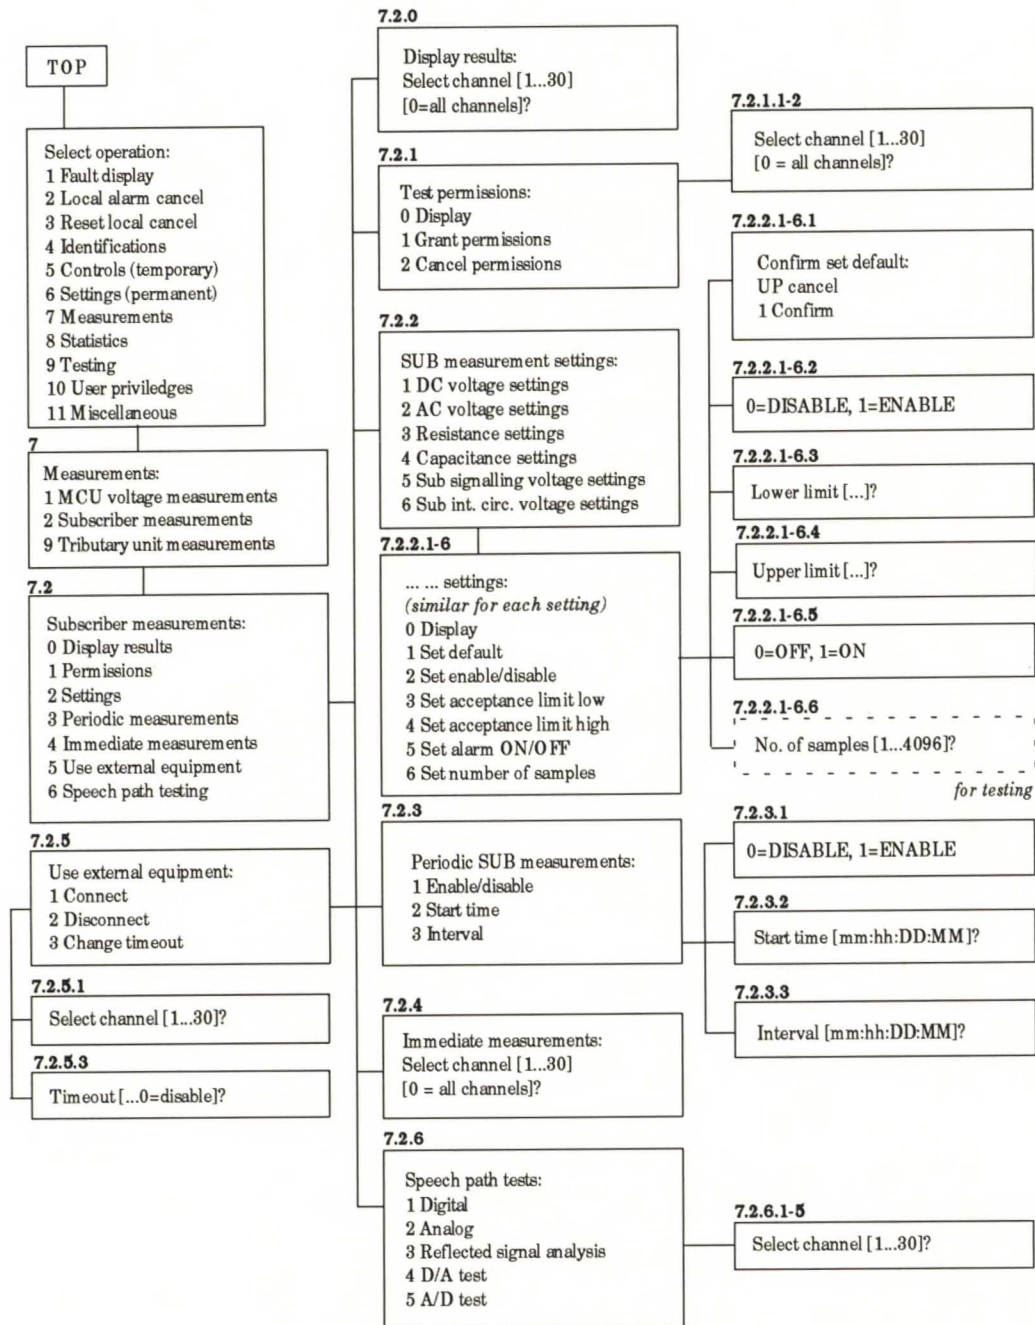 TOP
Select operation:
1 Fault display
2 Local alarm cancel
3 Reset local cancel
4 Identifications
5 Controls (temporary)
6 Settings (permanent)
7 Measurements
8 Statistics
9 Testing
10 User priviledges
11 Miscellaneous
7
Measurements:
1 MCU voltage measurements
2 Subscriber measurements
9 Tributary unit measurements
7.2
Subscriber measurements:
0 Display results
1 Permissions
2 Settings
3 Periodic measurements
4 Immediate measurements
5 Use external equipment
6 Speech path testing
7.2.5
Use external equipment:
1 Connect
2 Disconnect
3 Change timeout
7.2.5.1
Select channel [1...30]?
7.2.5.3
Timeout [...0=disable]?
7.2.0
Display results:
Select channel [1...30]
[0=all channels]?
7.2.1
Test permissions:
0 Display
1 Grant permissions
2 Cancel permissions
7.2.2
SUB measurement settings:
1 DC voltage settings
2 AC voltage settings
3 Resistance settings
4 Capacitance settings
5 Sub signalling voltage settings
6 Sub int. circ. voltage settings
7.2.2.1-6
... ... settings:
(similar for each setting)
0 Display
1 Set default
2 Set enable/disable
3 Set acceptance limit low
4 Set acceptance limit high
5 Set alarm ON/OFF
6 Set number of samples
7.2.3
Periodic SUB measurements:
1 Enable/disable
2 Start time
3 Interval
7.2.4
Immediate measurements:
Select channel [1...30]
[0 = all channels]?
7.2.6
Speech path tests:
1 Digital
2 Analog
3 Reflected signal analysis
4 D/A test
5 A/D test
7.2.1.1-2
Select channel [1...30]
[0 = all channels]?
7.2.2.1-6.1
Confirm set default:
UP cancel
1 Confirm
7.2.2.1-6.2
0=DISABLE, 1=ENABLE
7.2.2.1-6.3
Lower limit [...]?
7.2.2.1-6.4
Upper limit [...]?
7.2.2.1-6.5
0=OFF, 1=ON
7.2.2.1-6.6
No. of samples [1...4096]?
for testing
7.2.3.1
0=DISABLE, 1=ENABLE
7.2.3.2
Start time [mm:hh:DD:MM]?
7.2.3.3
Interval [mm:hh:DD:MM]?
7.2.6.1-5
Select channel [1...30]?